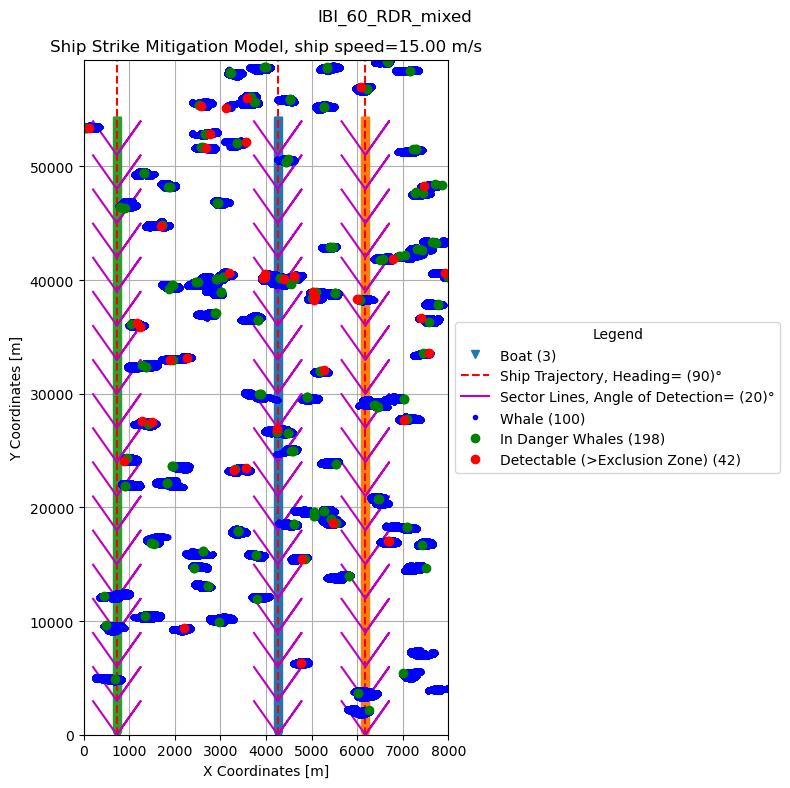 IBI_60_RDR_mixed
Ship Strike Mitigation Model, ship speed=15.00 m/s
50000
40000
30000
20000
10000
0
Y Coordinates [m]
0 1000 2000 3000 4000 5000 6000 7000 8000
X Coordinates [m]
Legend
Boat (3)
Ship Trajectory, Heading= (90)°
Sector Lines, Angle of Detection= (20)°
Whale (100)
In Danger Whales (198)
Detectable (>Exclusion Zone) (42)